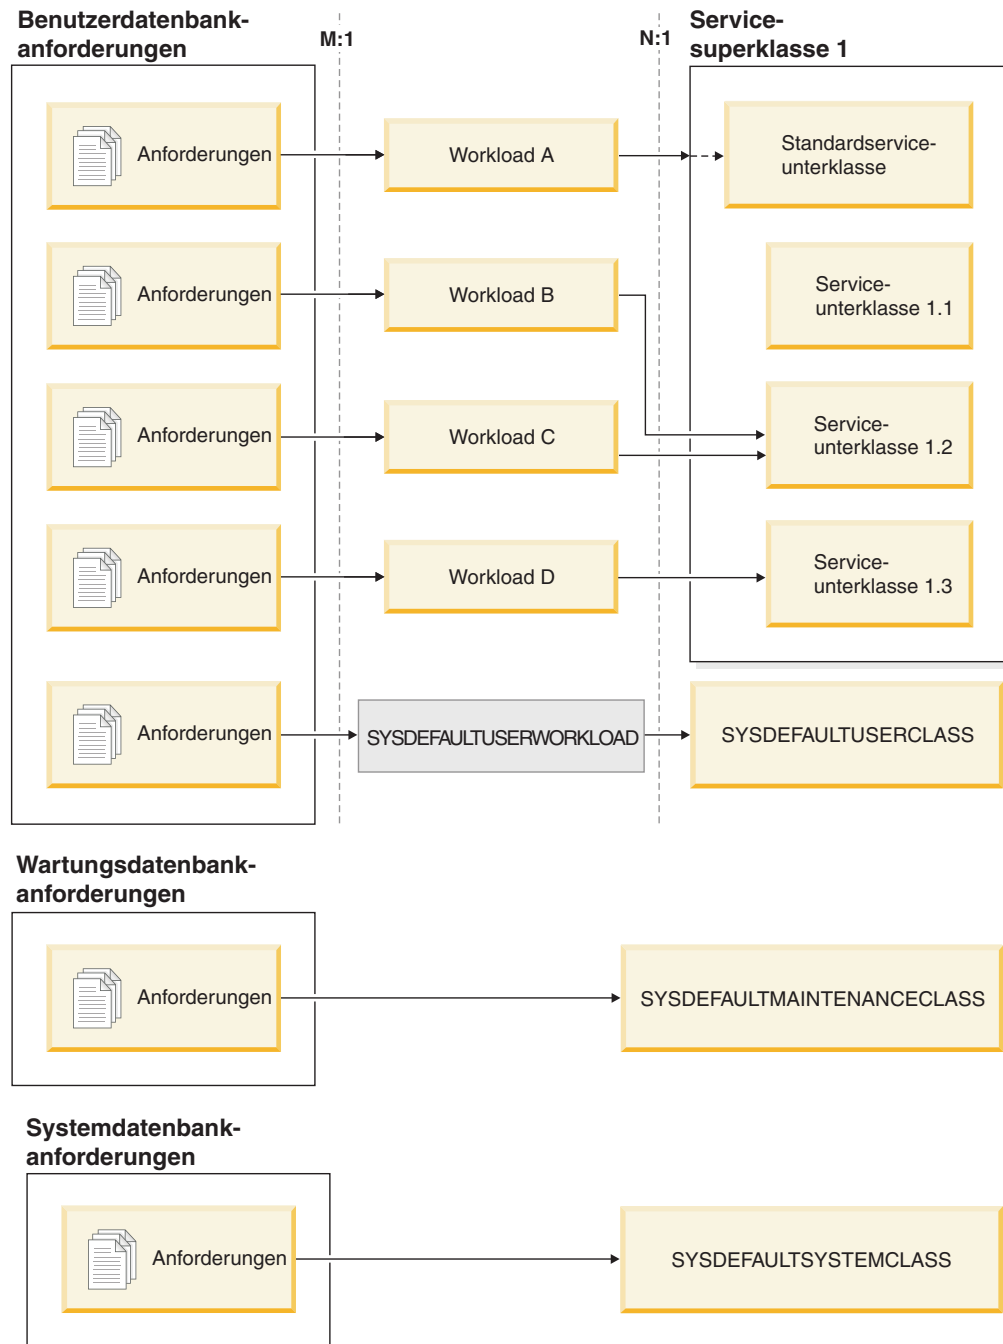 Benutzerdatenbank-
anforderungen
M:1
N:1
Service-
superklasse 1
Anforderungen
Workload A
Standardservice-
unterklasse
Anforderungen
Workload B
Service-
unterklasse 1.1
Anforderungen
Workload C
Service-
unterklasse 1.2
Anforderungen
Workload D
Service-
unterklasse 1.3
Anforderungen
SYSDEFAULTUSERWORKLOAD
SYSDEFAULTUSERCLASS
Wartungsdatenbank-
anforderungen
Anforderungen
SYSDEFAULTMAINTENANCECLASS
Systemdatenbank-
anforderungen
Anforderungen
SYSDEFAULTSYSTEMCLASS